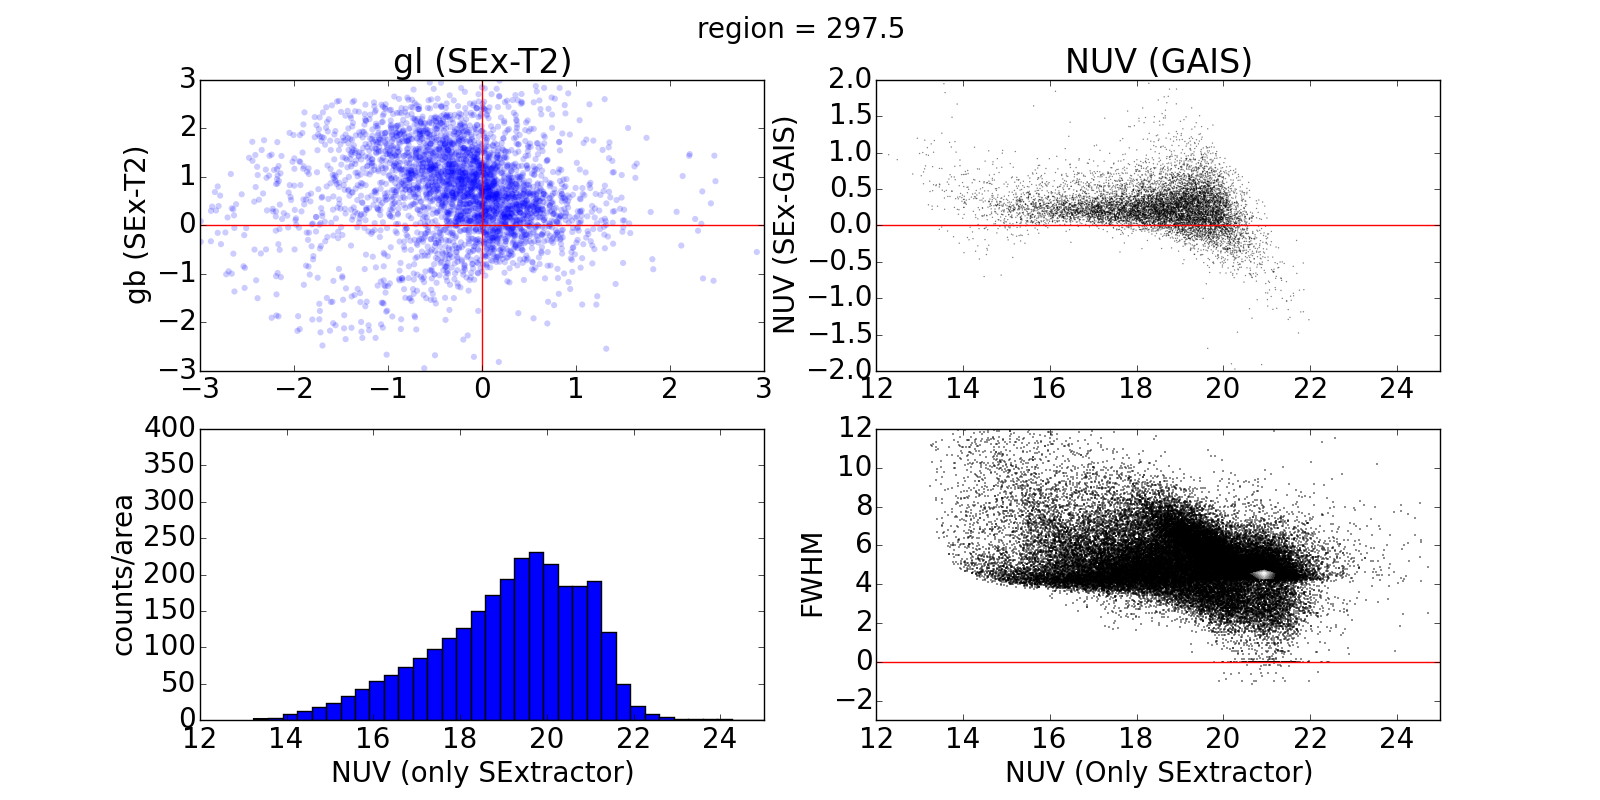 region = 297.5
gl (SEx-T2)
NUV (GAIS)
gb (SEx-T2)
3
2
1
0
−1
−2
−3
−3 −2 −1 0 1 2 3
NUV (SEx-GAIS)
2.0
1.5
1.0
0.5
0.0
−0.5
−1.0
−1.5
−2.0
12 14 16 18 20 22 24
counts/area
400
350
300
250
200
150
100
50
0
12 14 16 18 20 22 24
NUV (only SExtractor)
FWHM
12
10
8
6
4
2
0
−2
12 14 16 18 20 22 24
NUV (Only SExtractor)